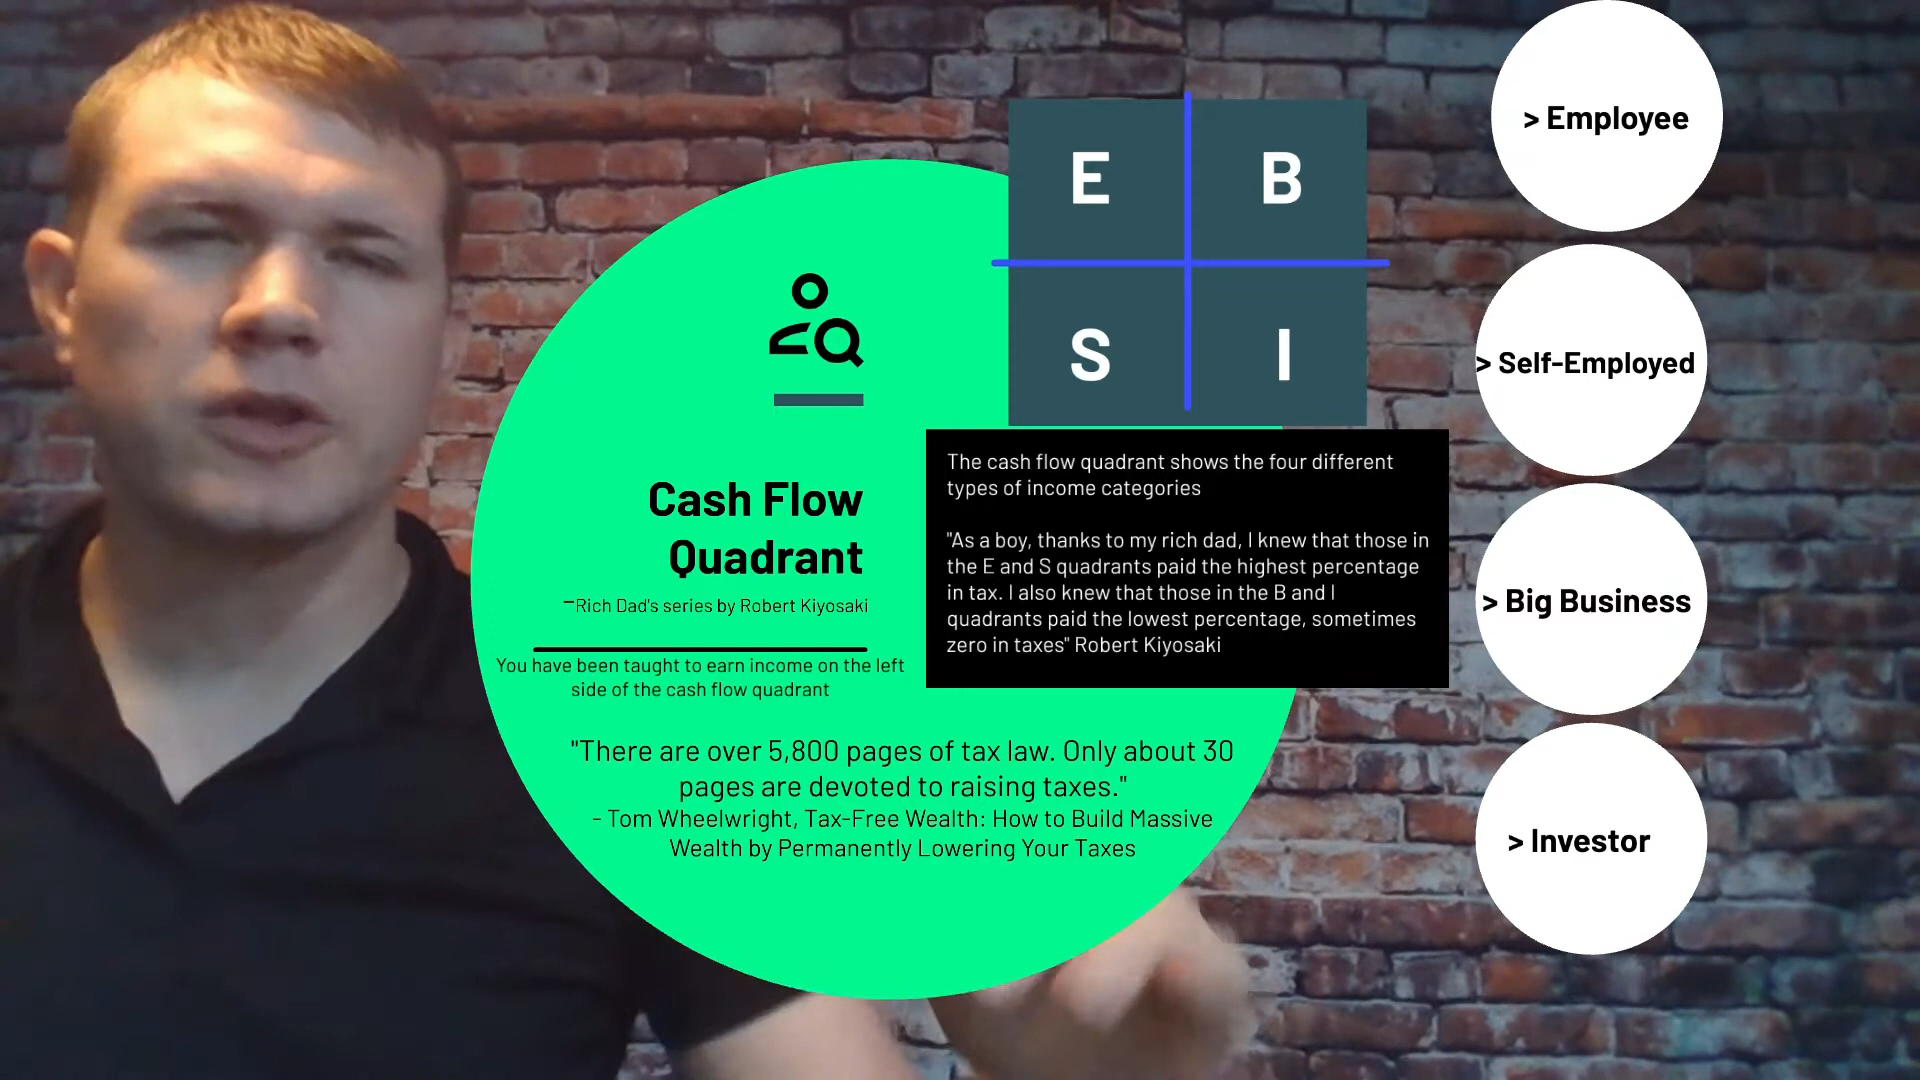 E B
S I
Cash Flow
Quadrant
–Rich Dad's series by Robert Kiyosaki
You have been taught to earn income on the left
side of the cash flow quadrant
"There are over 5,800 pages of tax law. Only about 30
pages are devoted to raising taxes."
- Tom Wheelwright, Tax-Free Wealth: How to Build Massive
Wealth by Permanently Lowering Your Taxes
The cash flow quadrant shows the four different
types of income categories
"As a boy, thanks to my rich dad, I knew that those in
the E and S quadrants paid the highest percentage
in tax. I also knew that those in the B and I
quadrants paid the lowest percentage, sometimes
zero in taxes" Robert Kiyosaki
> Employee
> Self-Employed
> Big Business
> Investor